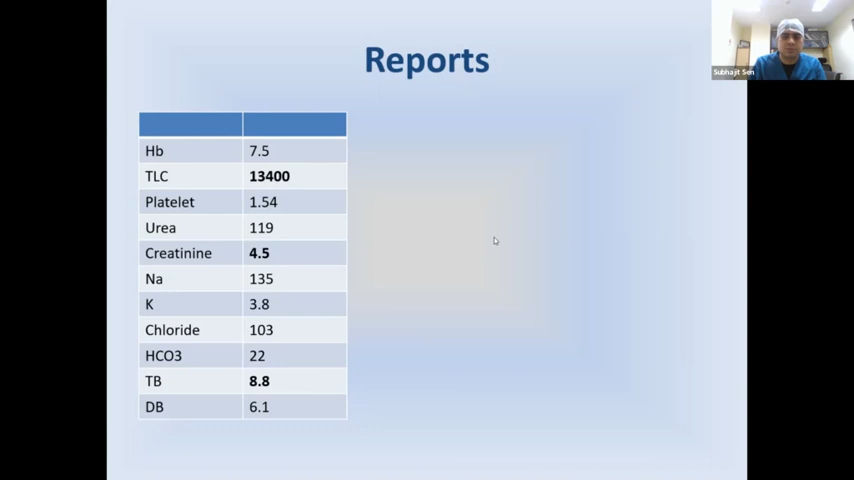 Reports
Subhajit Sen
Hb 7.5
TLC 13400
Platelet 1.54
Urea 119
Creatinine 4.5
Na 135
K 3.8
Chloride 103
HCO3 22
TB 8.8
DB 6.1